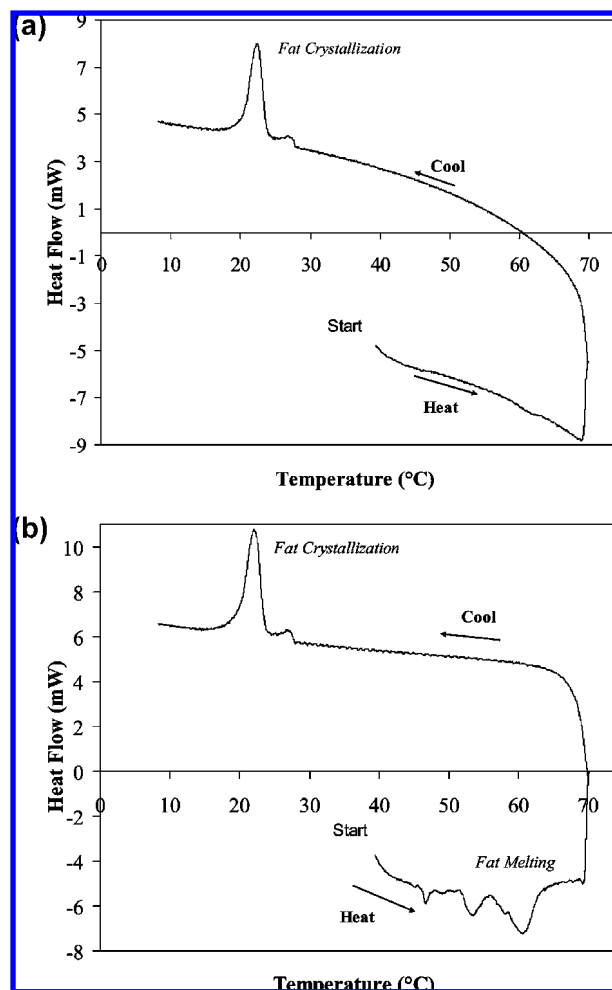 (a)
9
Fat Crystallization
7
5
3
Cool
1
Heat Flow (mW)
0 10 20 30 40 50 60 70
-1
-3
Start
-5
-7
Heat
-9
Temperature (°C)
(b)
10
Fat Crystallization
8
Cool
6
4
2
Heat Flow (mW)
0
0 10 20 30 40 50 60 70
-2
Start
Fat Melting
-4
-6
Heat
-8
Temperature (°C)